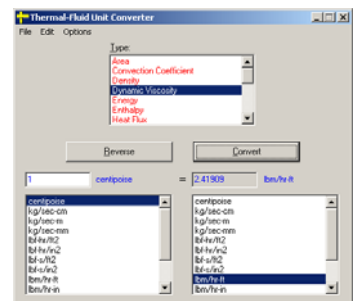 Thermal-Fluid Unit Converter
File Edit Options
Type:
Area
Convection Coefficient
Density
Dynamic Viscosity
Energy
Enthalpy
Heat Flux
Reverse
Convert
1 centipoise = 2.41909 lbm/hr-ft
centipoise
kg/sec-cm
kg/sec-m
kg/sec-mm
lbf-hr/ft2
lbf-hr/in2
lbf-s/ft2
lbf-s/in2
lbm/hr-ft
lbm/hr-in
centipoise
kg/sec-cm
kg/sec-m
kg/sec-mm
lbf-hr/ft2
lbf-hr/in2
lbf-s/ft2
lbf-s/in2
lbm/hr-ft
lbm/hr-in